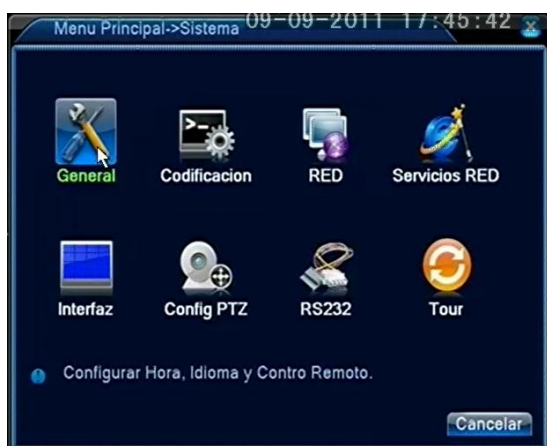 09-09-2011 17:45:42
Menu Principal->Sistema
General Codificacion RED Servicios RED
Interfaz Config PTZ RS232 Tour
Configurar Hora, Idioma y Contro Remoto.
Cancelar